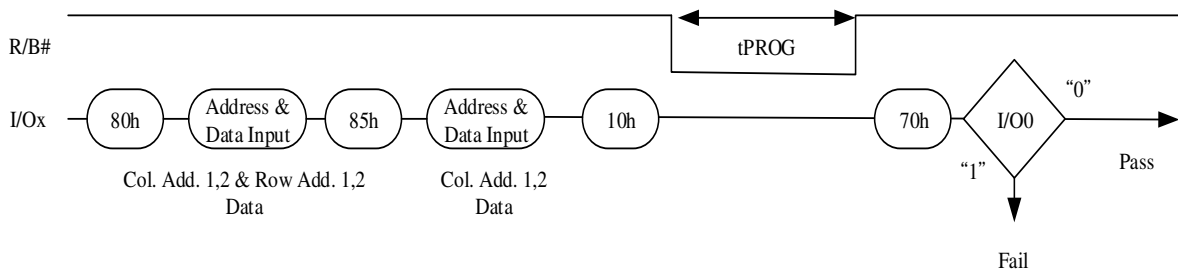 R/B#
tPROG
I/Ox
80h
Address &
Data Input
85h
Address &
Data Input
10h
70h
I/O0
“0”
“1”
Pass
Col. Add. 1,2 & Row Add. 1,2
Data
Col. Add. 1,2
Data
Fail